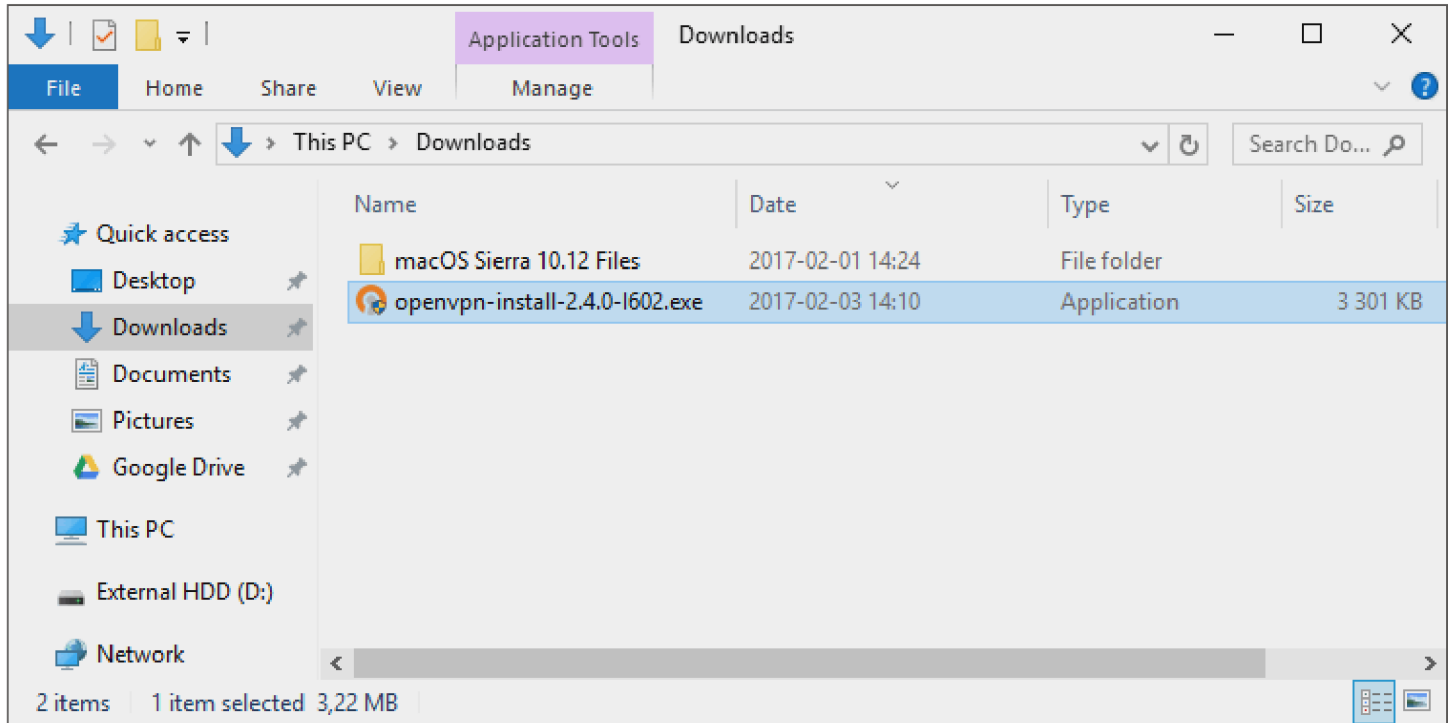 Application Tools Downloads
File Home Share View Manage ?
This PC Downloads Search Do...
Name Date Type Size
Quick access
macOS Sierra 10.12 Files 2017-02-01 14:24 File folder
Desktop
openvpn-install-2.4.0-I602.exe 2017-02-03 14:10 Application 3 301 KB
Downloads
Documents
Pictures
Google Drive
This PC
External HDD (D:)
Network
2 items 1 item selected 3,22 MB